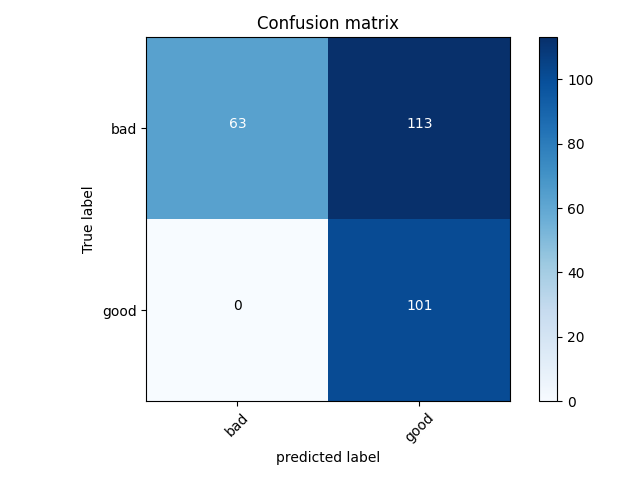 Confusion matrix
True label
bad
63
113
good
0
101
bad
good
predicted label
100
80
60
40
20
0